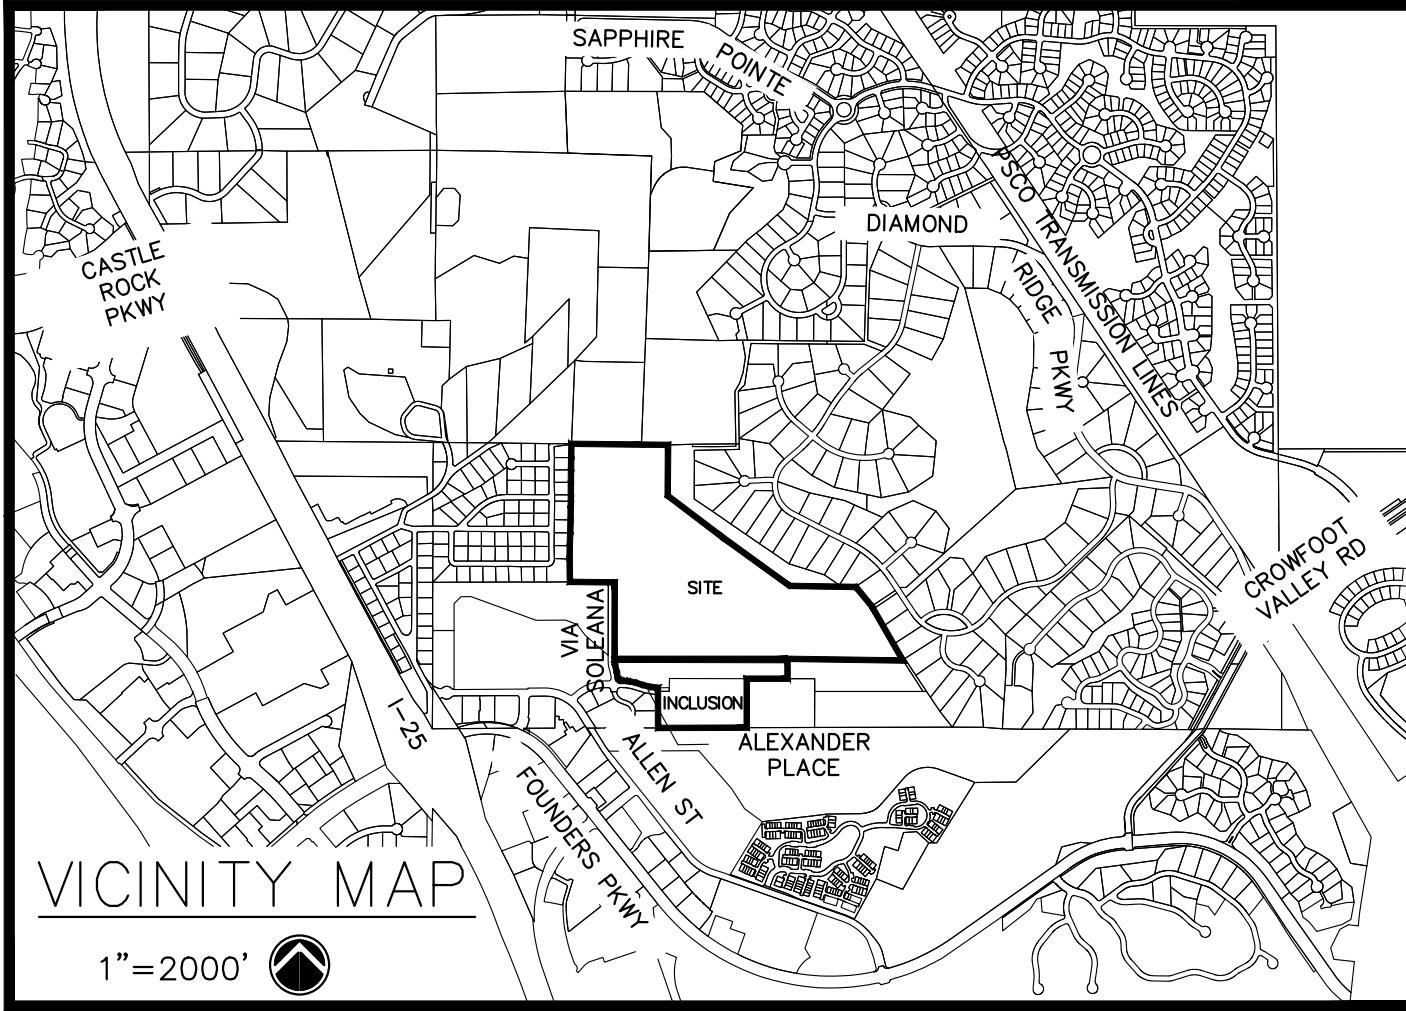 SAPPHIRE
POINTE
PSCO TRANSMISSION LINES
DIAMOND
RIDGE
PKWY
CASTLE
ROCK
PKWY
CROWFOOT
VALLEY RD
SITE
VIA
SOLEANA
INCLUSION
I-25
ALLEN ST
ALEXANDER
PLACE
FOUNDERS PKWY
VICINITY MAP
1"=2000'